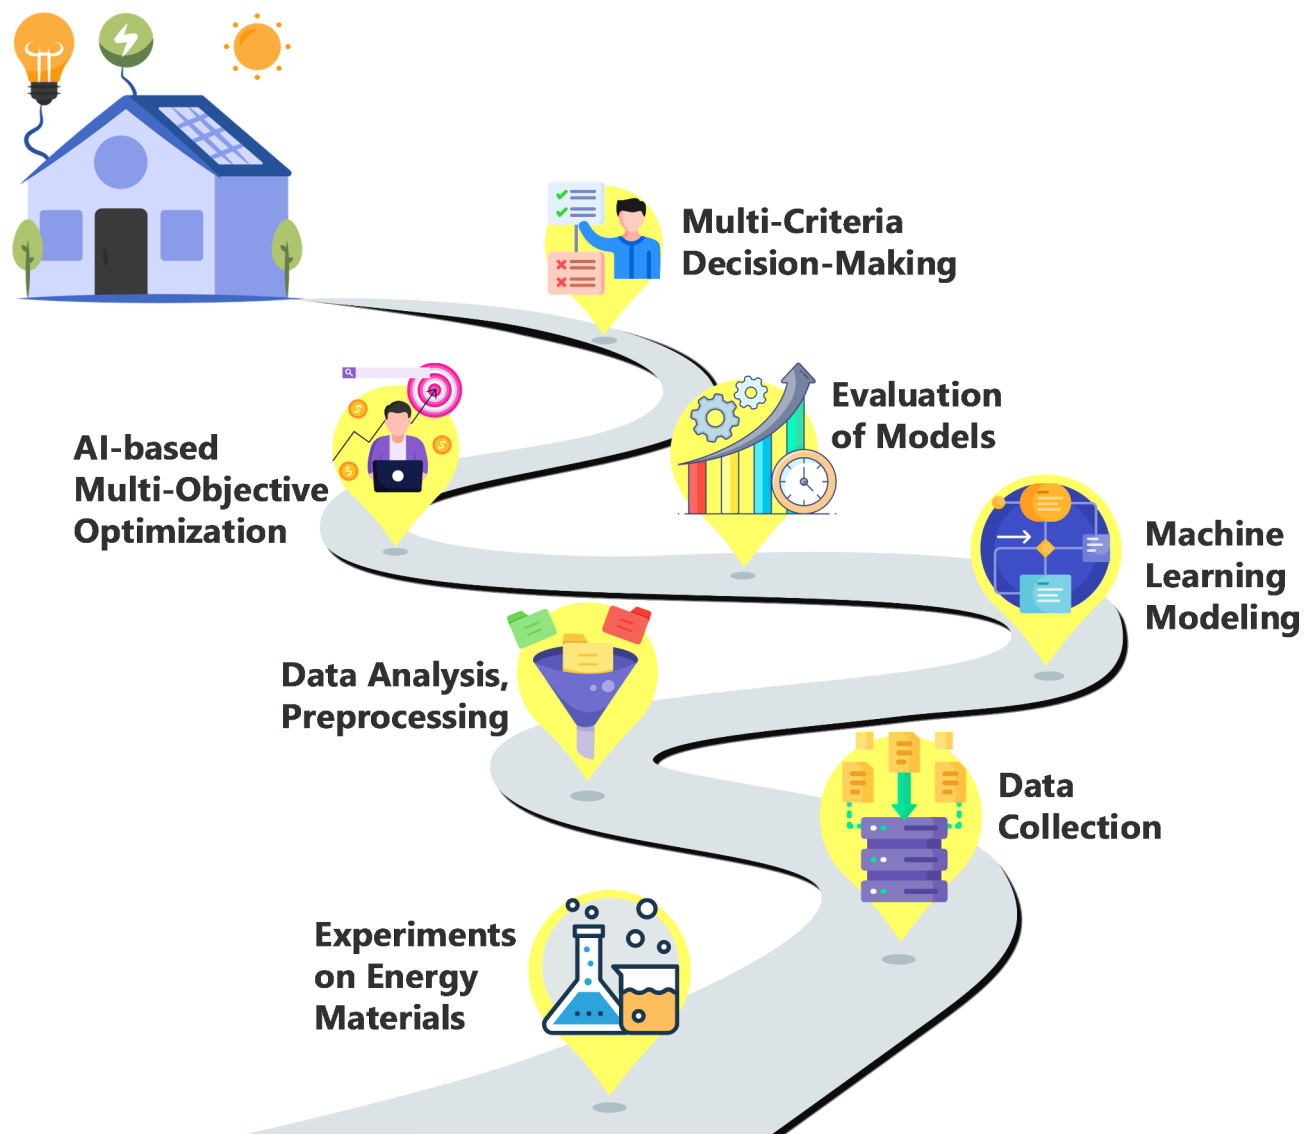 Multi-Criteria
Decision-Making
Evaluation
of Models
AI-based
Multi-Objective
Optimization
Machine
Learning
Modeling
Data Analysis,
Preprocessing
Data
Collection
Experiments
on Energy
Materials